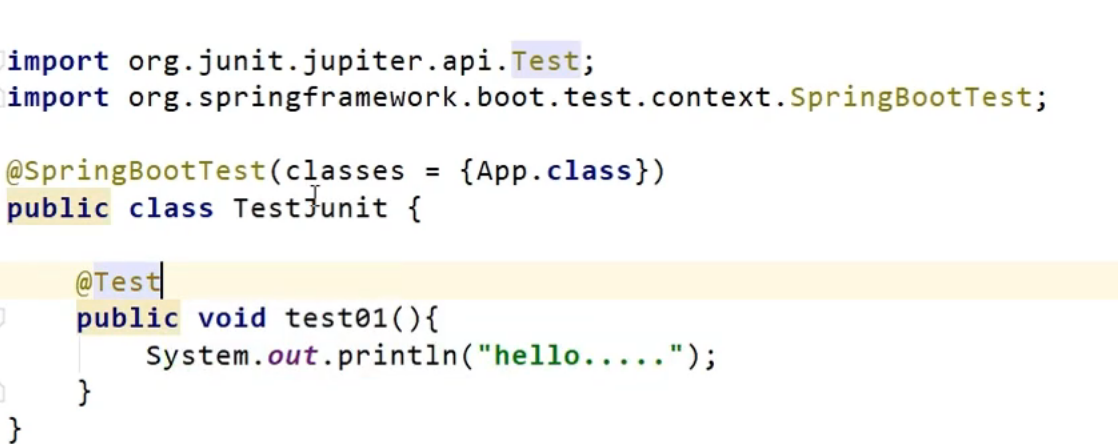 import org.junit.jupiter.api.Test;
import org.springframework.boot.test.context.SpringBootTest;
@SpringBootTest(classes = {App.class})
public class TestJunit {
@Test
public void test01(){
System.out.println("hello.....");
}
}